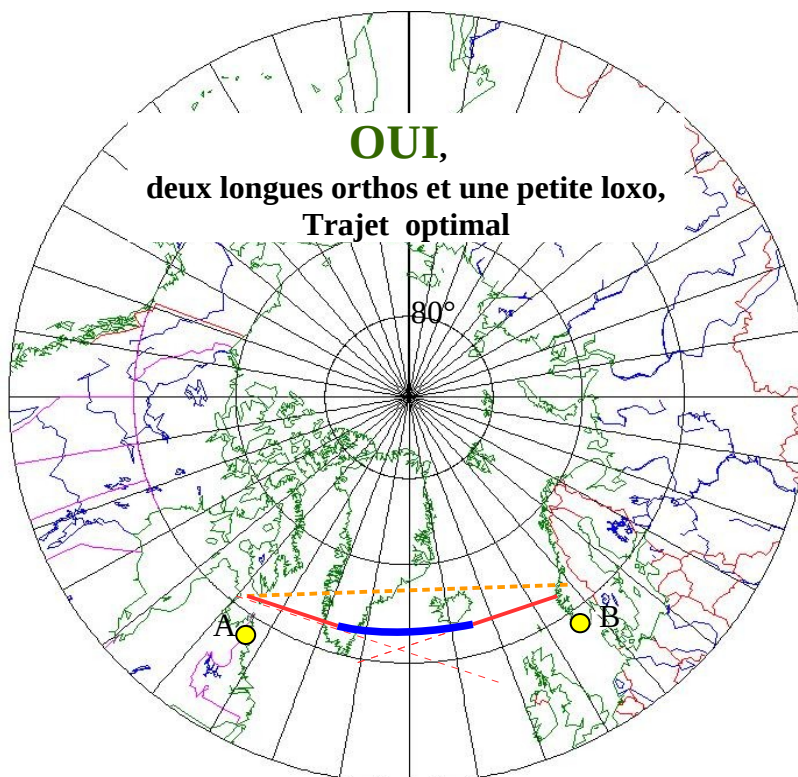 OUI,
deux longues orthos et une petite loxo,
Trajet optimal
80°
A
B